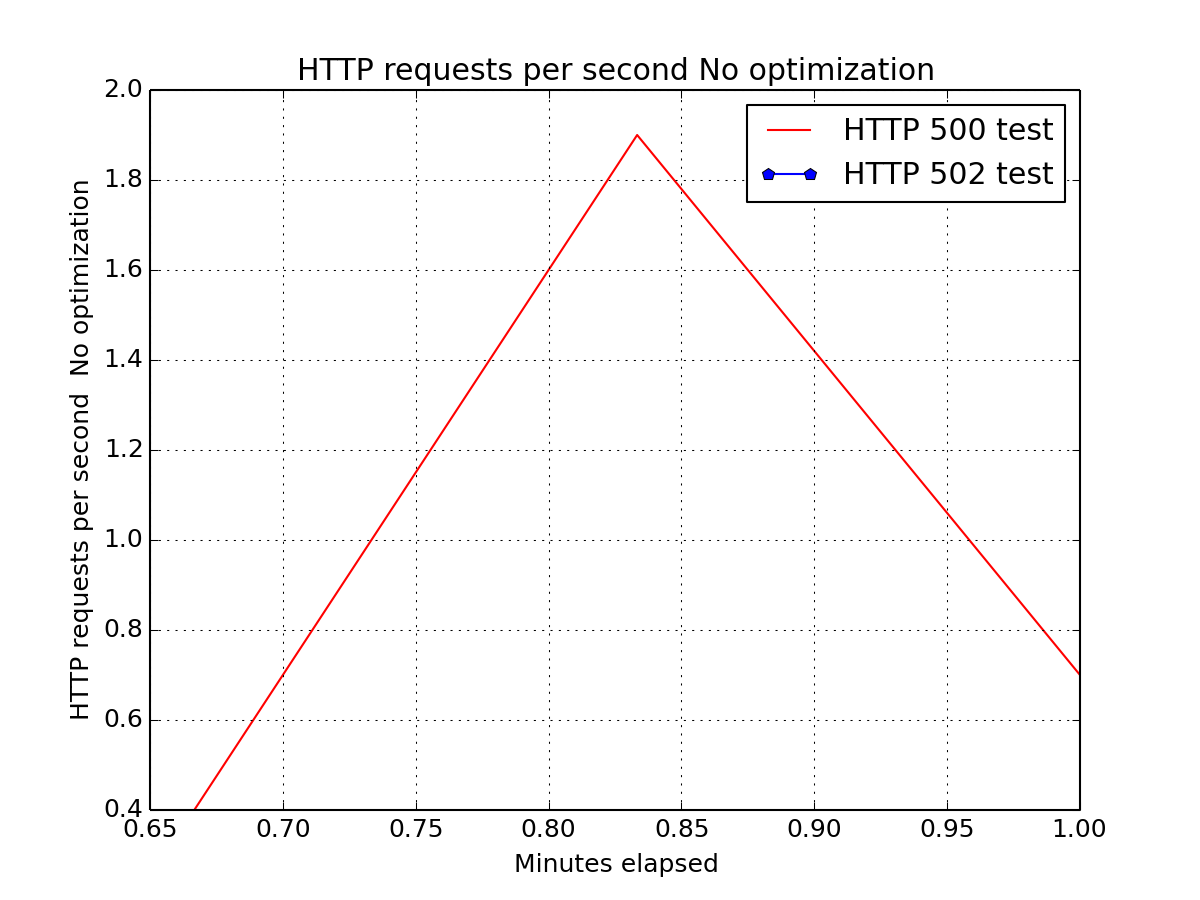 HTTP requests per second No optimization
HTTP 500 test
HTTP 502 test
HTTP requests per second  No optimization
2.0
1.8
1.6
1.4
1.2
1.0
0.8
0.6
0.4
0.65 0.70 0.75 0.80 0.85 0.90 0.95 1.00
Minutes elapsed